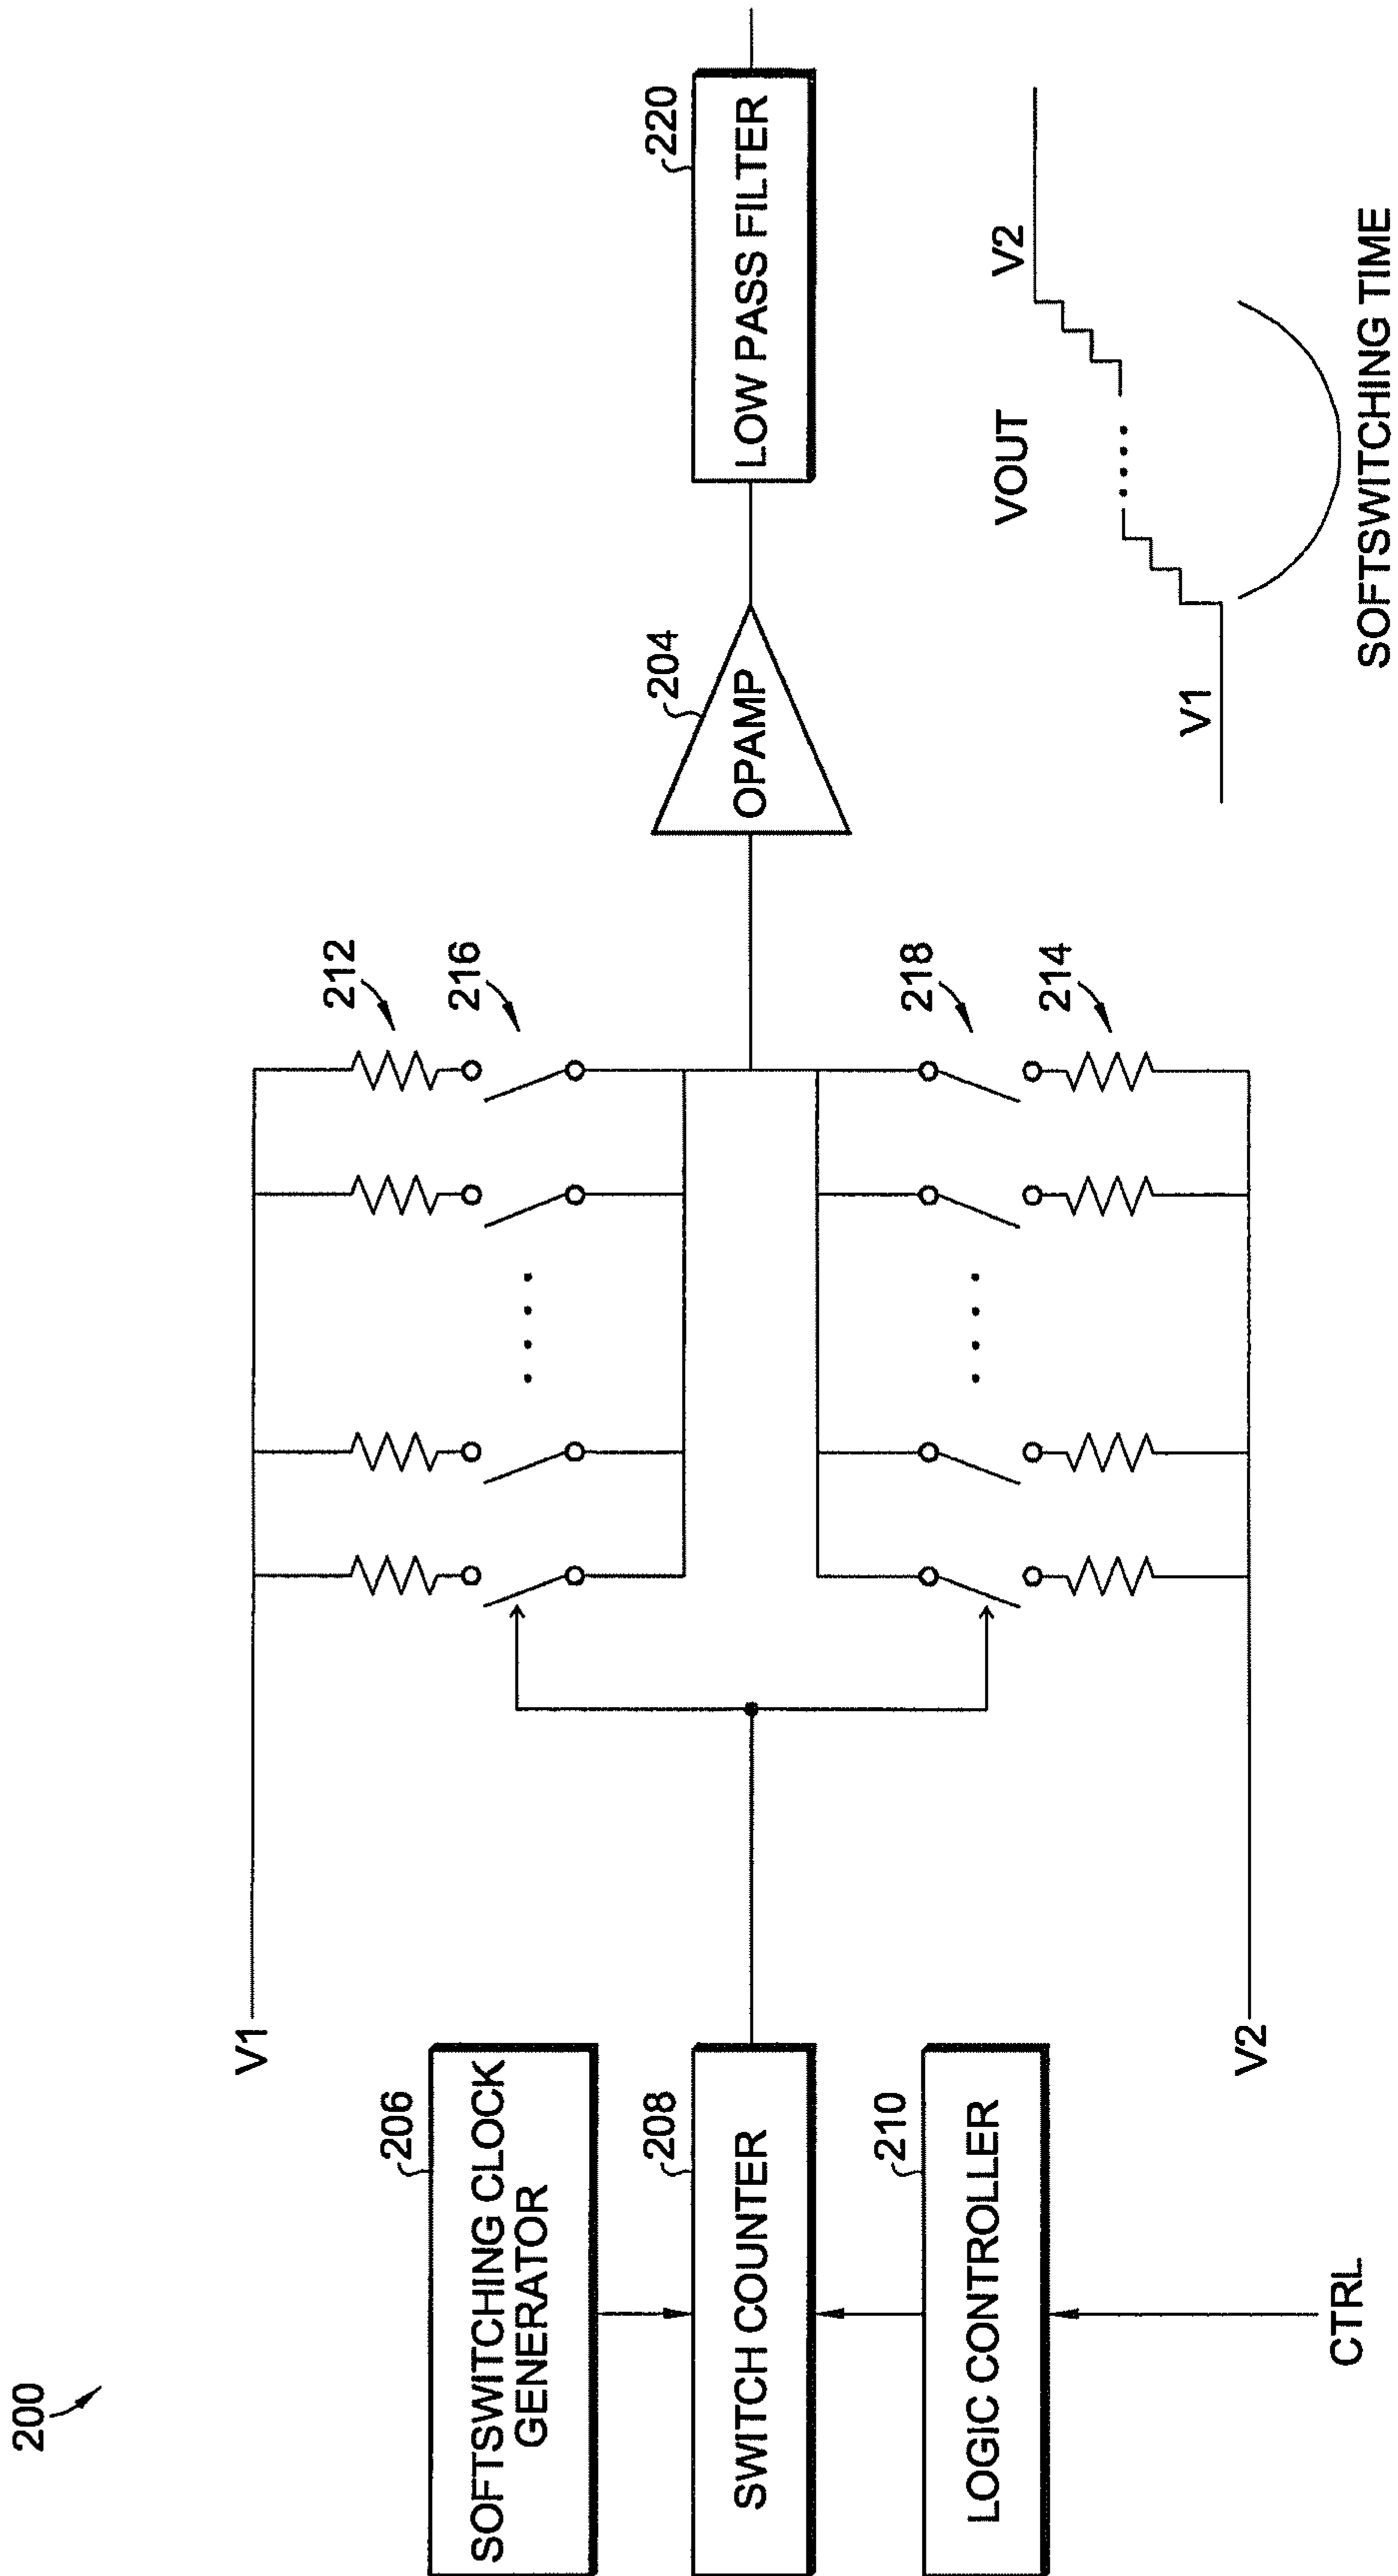 200
SOFTSWITCHING CLOCK
GENERATOR
206
SWITCH COUNTER
208
LOGIC CONTROLLER
210
CTRL
V1
V2
212
216
218
214
OPAMP
204
LOW PASS FILTER
220
V1
VOUT
V2
SOFTSWITCHING TIME